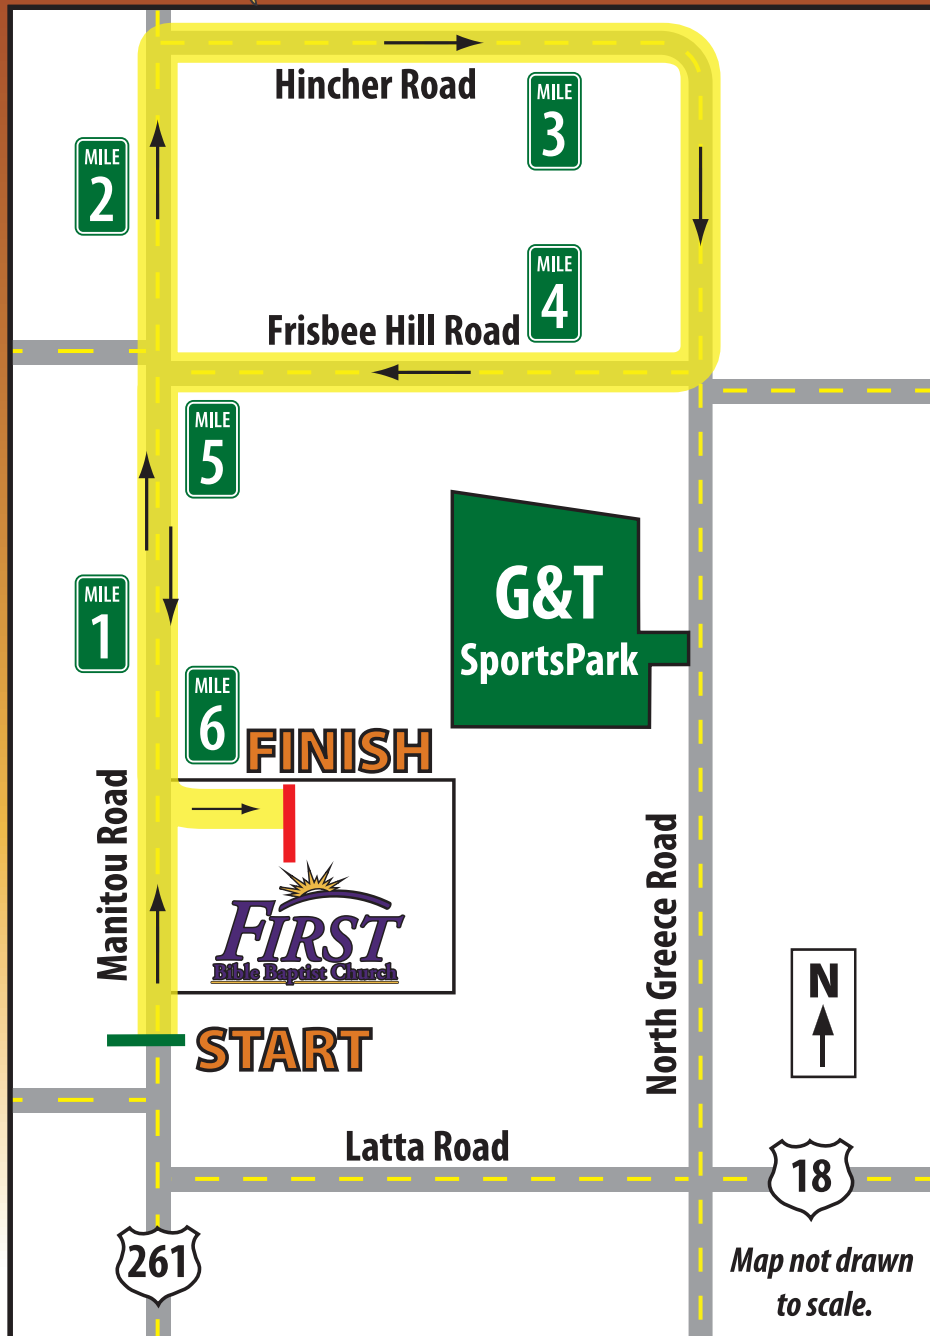 Hincher Road
MILE
3
MILE
2
MILE
4
Frisbee Hill Road
MILE
5
G&T
SportsPark
MILE
1
MILE
6
FINISH
Manitou Road
FIRST
Bible Baptist Church
North Greece Road
N
START
Latta Road
18
261
Map not drawn
to scale.